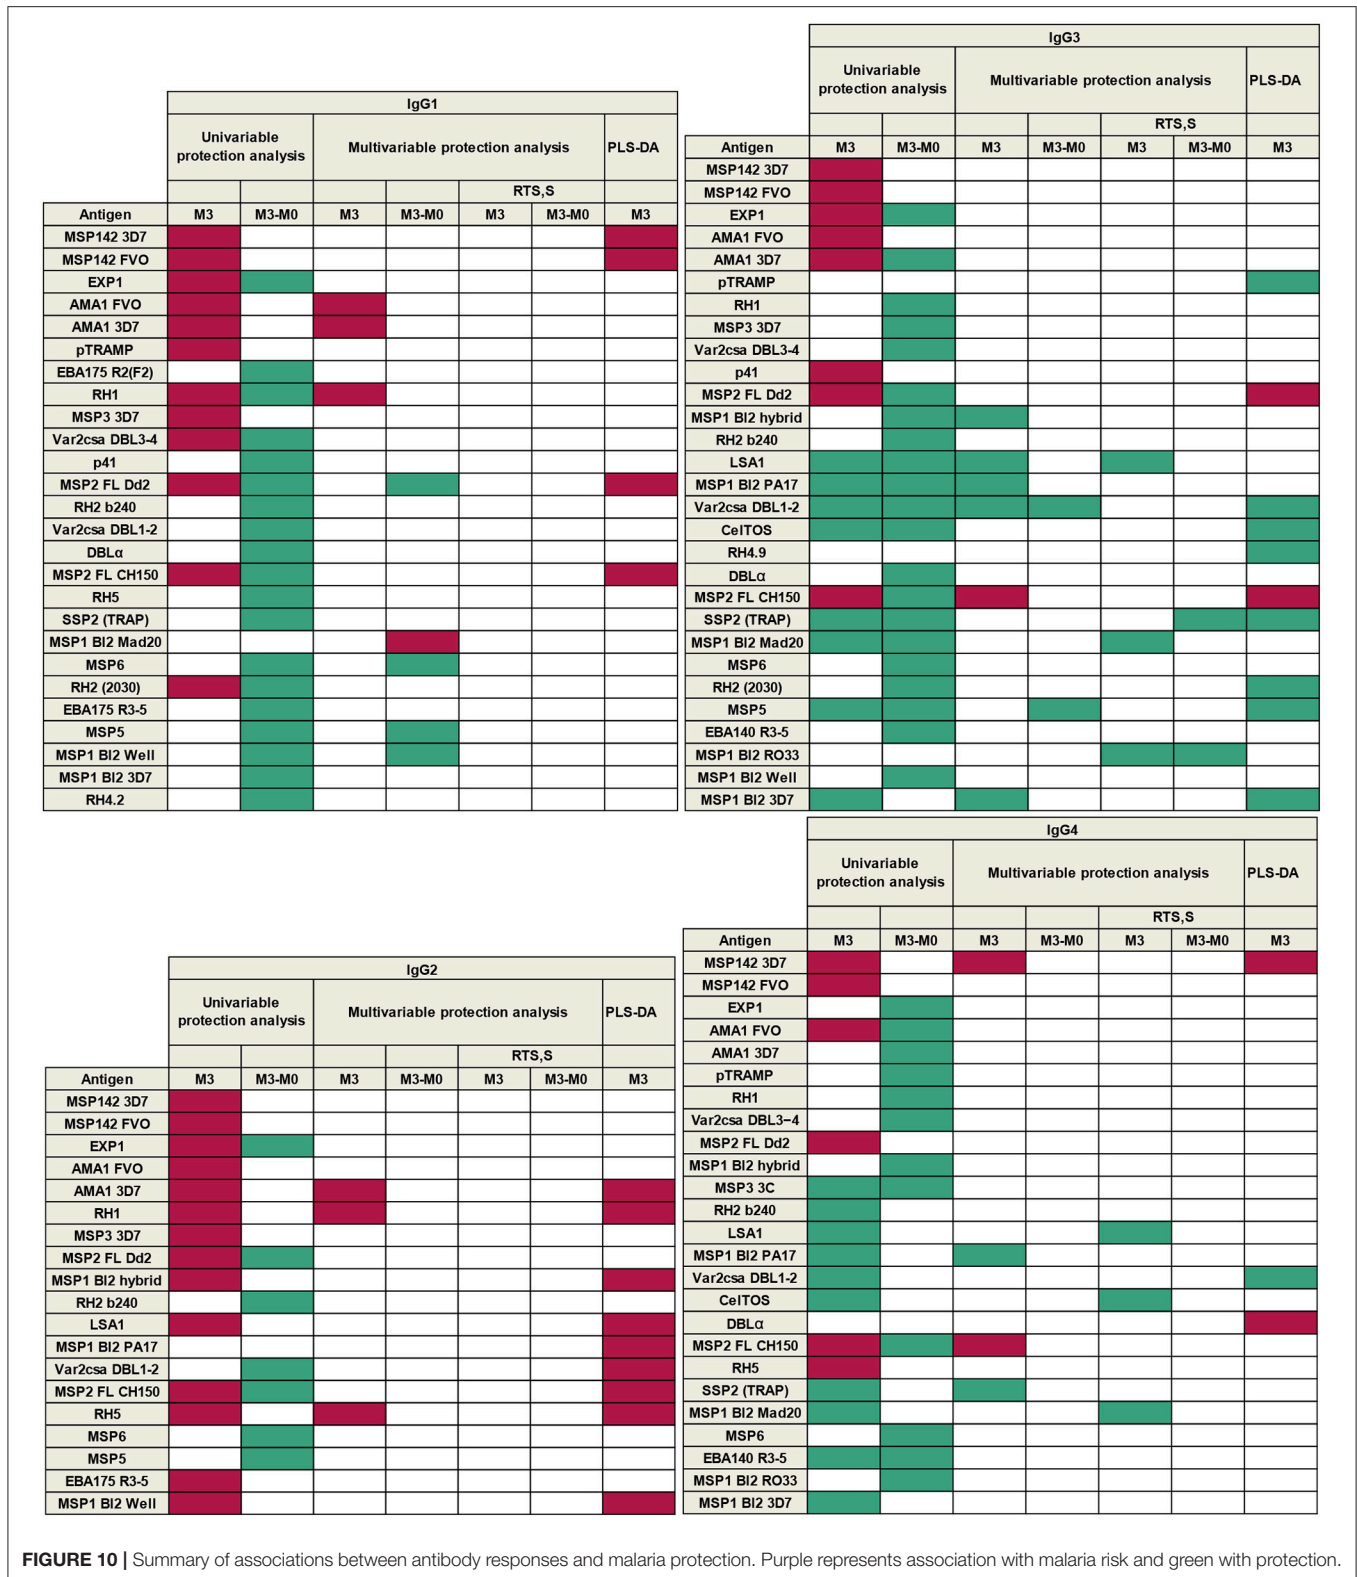 IgG1
Univariable
protection analysis
Multivariable protection analysis
PLS-DA
RTS,S
Antigen M3 M3-M0 M3 M3-M0 M3 M3-M0 M3
MSP142 3D7
MSP142 FVO
EXP1
AMA1 FVO
AMA1 3D7
pTRAMP
EBA175 R2(F2)
RH1
MSP3 3D7
Var2csa DBL3-4
p41
MSP2 FL Dd2
RH2 b240
Var2csa DBL1-2
DBLα
MSP2 FL CH150
RH5
SSP2 (TRAP)
MSP1 Bl2 Mad20
MSP6
RH2 (2030)
EBA175 R3-5
MSP5
MSP1 Bl2 Well
MSP1 Bl2 3D7
RH4.2
IgG3
Univariable
protection analysis
Multivariable protection analysis
PLS-DA
RTS,S
Antigen M3 M3-M0 M3 M3-M0 M3 M3-M0 M3
MSP142 3D7
MSP142 FVO
EXP1
AMA1 FVO
AMA1 3D7
pTRAMP
RH1
MSP3 3D7
Var2csa DBL3-4
p41
MSP2 FL Dd2
MSP1 Bl2 hybrid
RH2 b240
LSA1
MSP1 Bl2 PA17
Var2csa DBL1-2
CelTOS
RH4.9
DBLα
MSP2 FL CH150
SSP2 (TRAP)
MSP1 Bl2 Mad20
MSP6
RH2 (2030)
MSP5
EBA140 R3-5
MSP1 Bl2 RO33
MSP1 Bl2 Well
MSP1 Bl2 3D7
IgG2
Univariable
protection analysis
Multivariable protection analysis
PLS-DA
RTS,S
Antigen M3 M3-M0 M3 M3-M0 M3 M3-M0 M3
MSP142 3D7
MSP142 FVO
EXP1
AMA1 FVO
AMA1 3D7
RH1
MSP3 3D7
MSP2 FL Dd2
MSP1 Bl2 hybrid
RH2 b240
LSA1
MSP1 Bl2 PA17
Var2csa DBL1-2
MSP2 FL CH150
RH5
MSP6
MSP5
EBA175 R3-5
MSP1 Bl2 Well
IgG4
Univariable
protection analysis
Multivariable protection analysis
PLS-DA
RTS,S
Antigen M3 M3-M0 M3 M3-M0 M3 M3-M0 M3
MSP142 3D7
MSP142 FVO
EXP1
AMA1 FVO
AMA1 3D7
pTRAMP
RH1
Var2csa DBL3−4
MSP2 FL Dd2
MSP1 Bl2 hybrid
MSP3 3C
RH2 b240
LSA1
MSP1 Bl2 PA17
Var2csa DBL1-2
CelTOS
DBLα
MSP2 FL CH150
RH5
SSP2 (TRAP)
MSP1 Bl2 Mad20
MSP6
EBA140 R3-5
MSP1 Bl2 RO33
MSP1 Bl2 3D7
FIGURE 10 | Summary of associations between antibody responses and malaria protection. Purple represents association with malaria risk and green with protection.